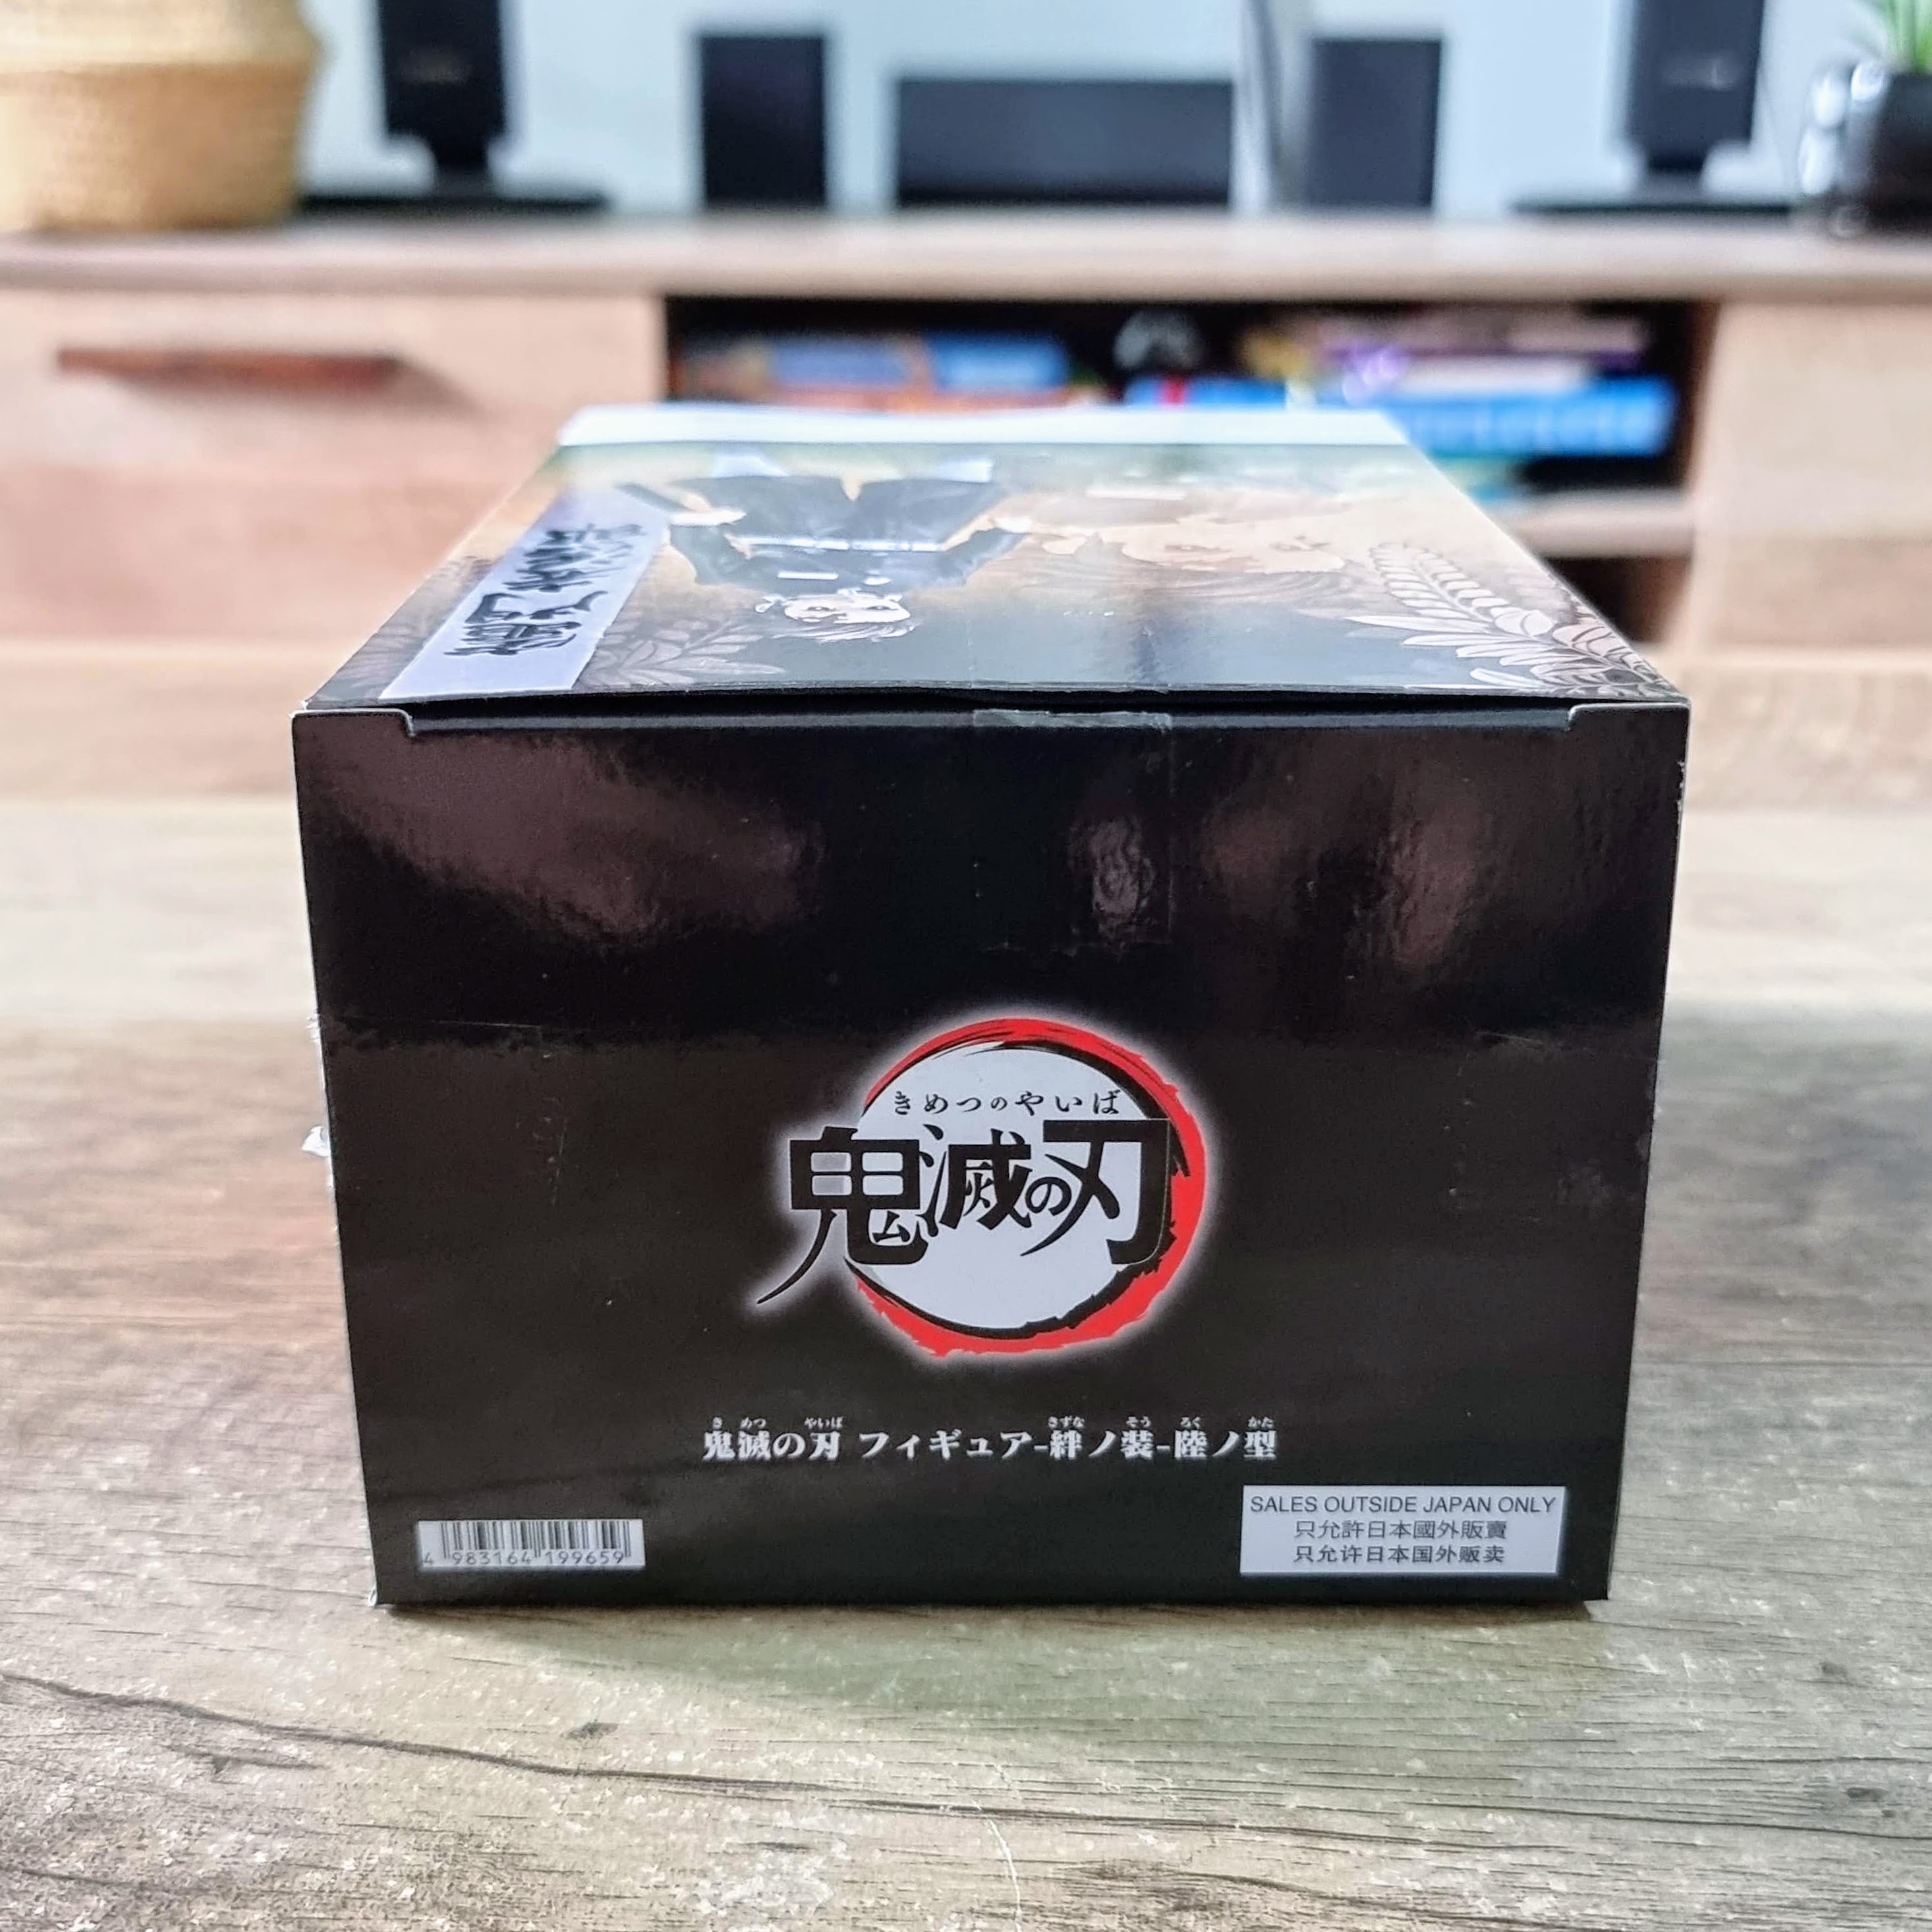 きめつのやいば
鬼滅の刃
き めつ やいば きずな そう ろく かた
鬼滅の刃 フィギュア-絆ノ装-陸ノ型
4 983164 199659
SALES OUTSIDE JAPAN ONLY
只允許日本國外販賣
只允许日本国外贩卖